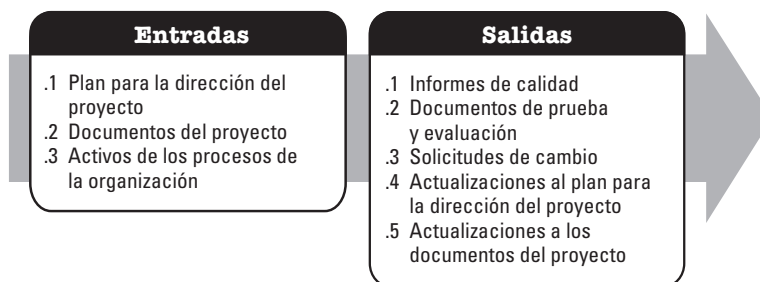 Entradas
.1 Plan para la dirección del
proyecto
.2 Documentos del proyecto
.3 Activos de los procesos de
la organización
Salidas
.1 Informes de calidad
.2 Documentos de prueba
y evaluación
.3 Solicitudes de cambio
.4 Actualizaciones al plan para
la dirección del proyecto
.5 Actualizaciones a los
documentos del proyecto